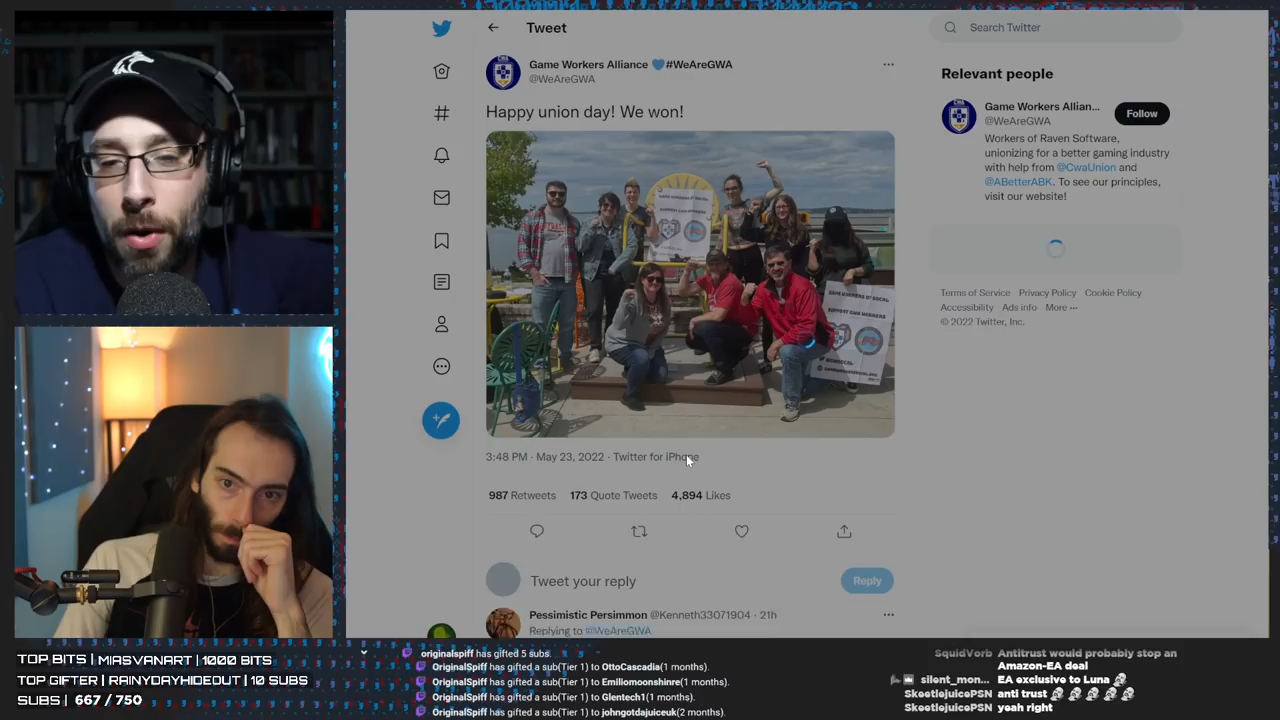 Tweet
Search Twitter
Game Workers Alliance 💙#WeAreGWA
@WeAreGWA
Happy union day! We won!
GAME WORKERS OF SOCAL
SUPPORT GWA WORKERS
3:48 PM · May 23, 2022 · Twitter for iPhone
987 Retweets 173 Quote Tweets 4,894 Likes
Tweet your reply
Reply
Pessimistic Persimmon @Kenneth33071904 · 21h
Replying to @WeAreGWA
Relevant people
Game Workers Allian...
@WeAreGWA
Follow
Workers of Raven Software,
unionizing for a better gaming industry
with help from @CwaUnion and
@ABetterABK. To see our principles,
visit our website!
Terms of Service Privacy Policy Cookie Policy
Accessibility Ads info More ···
© 2022 Twitter, Inc.
TOP BITS | MIASVANART | 1000 BITS
TOP GIFTER | RAINYDAYHIDEOUT | 10 SUBS
SUBS | 667 / 750
originalSpiff has gifted 5 subs.
OriginalSpiff has gifted a sub(Tier 1) to OttoCascadia(1 months).
OriginalSpiff has gifted a sub(Tier 1) to Emiliomoonshire(1 months).
OriginalSpiff has gifted a sub(Tier 1) to Glentech1(1 months).
OriginalSpiff has gifted a sub(Tier 1) to johngotdajuiceuk(2 months).
SquidVorb Antitrust would probably stop an
Amazon-EA deal
silent_mon... EA exclusive to Luna
SkeetlejuicePSN anti trust
SkeetlejuicePSN yeah right